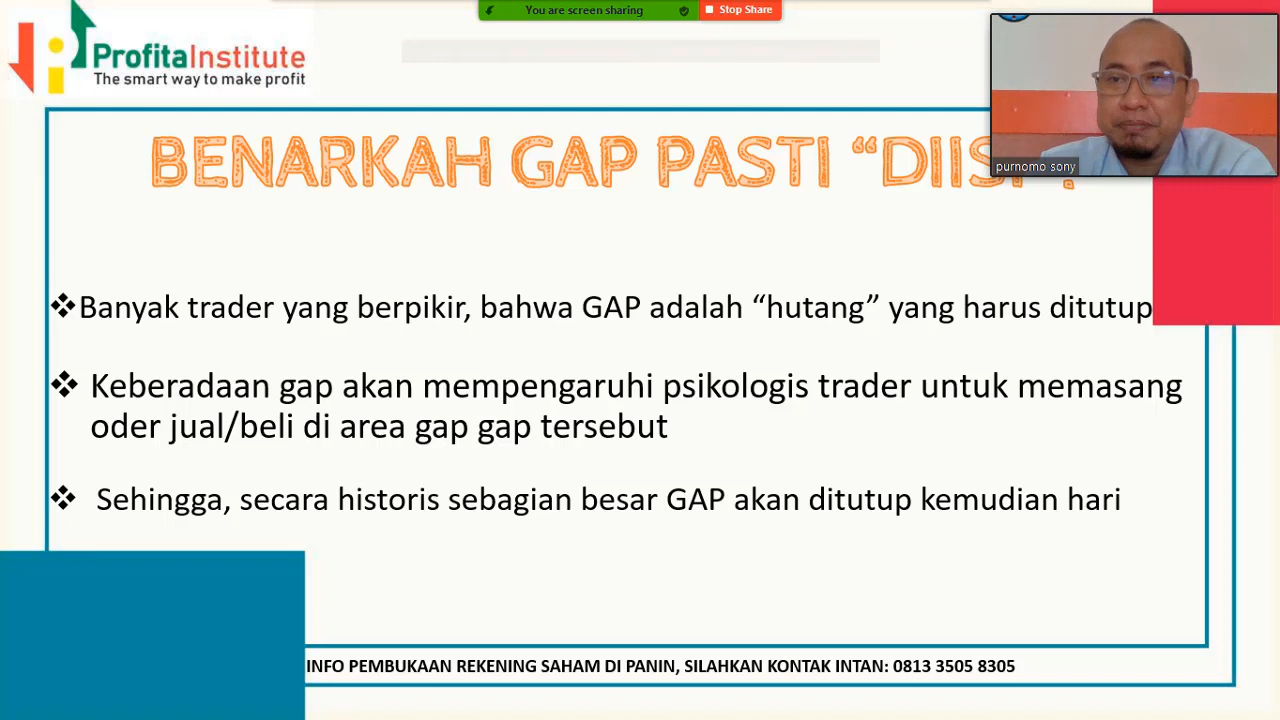 You are screen sharing
Stop Share
ProfitaInstitute
The smart way to make profit
BENARKAH GAP PASTI “
purnomo sony
❖Banyak trader yang berpikir, bahwa GAP adalah “hutang” yang harus ditutup
❖ Keberadaan gap akan mempengaruhi psikologis trader untuk memasang
oder jual/beli di area gap gap tersebut
❖ Sehingga, secara historis sebagian besar GAP akan ditutup kemudian hari
INFO PEMBUKAAN REKENING SAHAM DI PANIN, SILAHKAN KONTAK INTAN: 0813 3505 8305